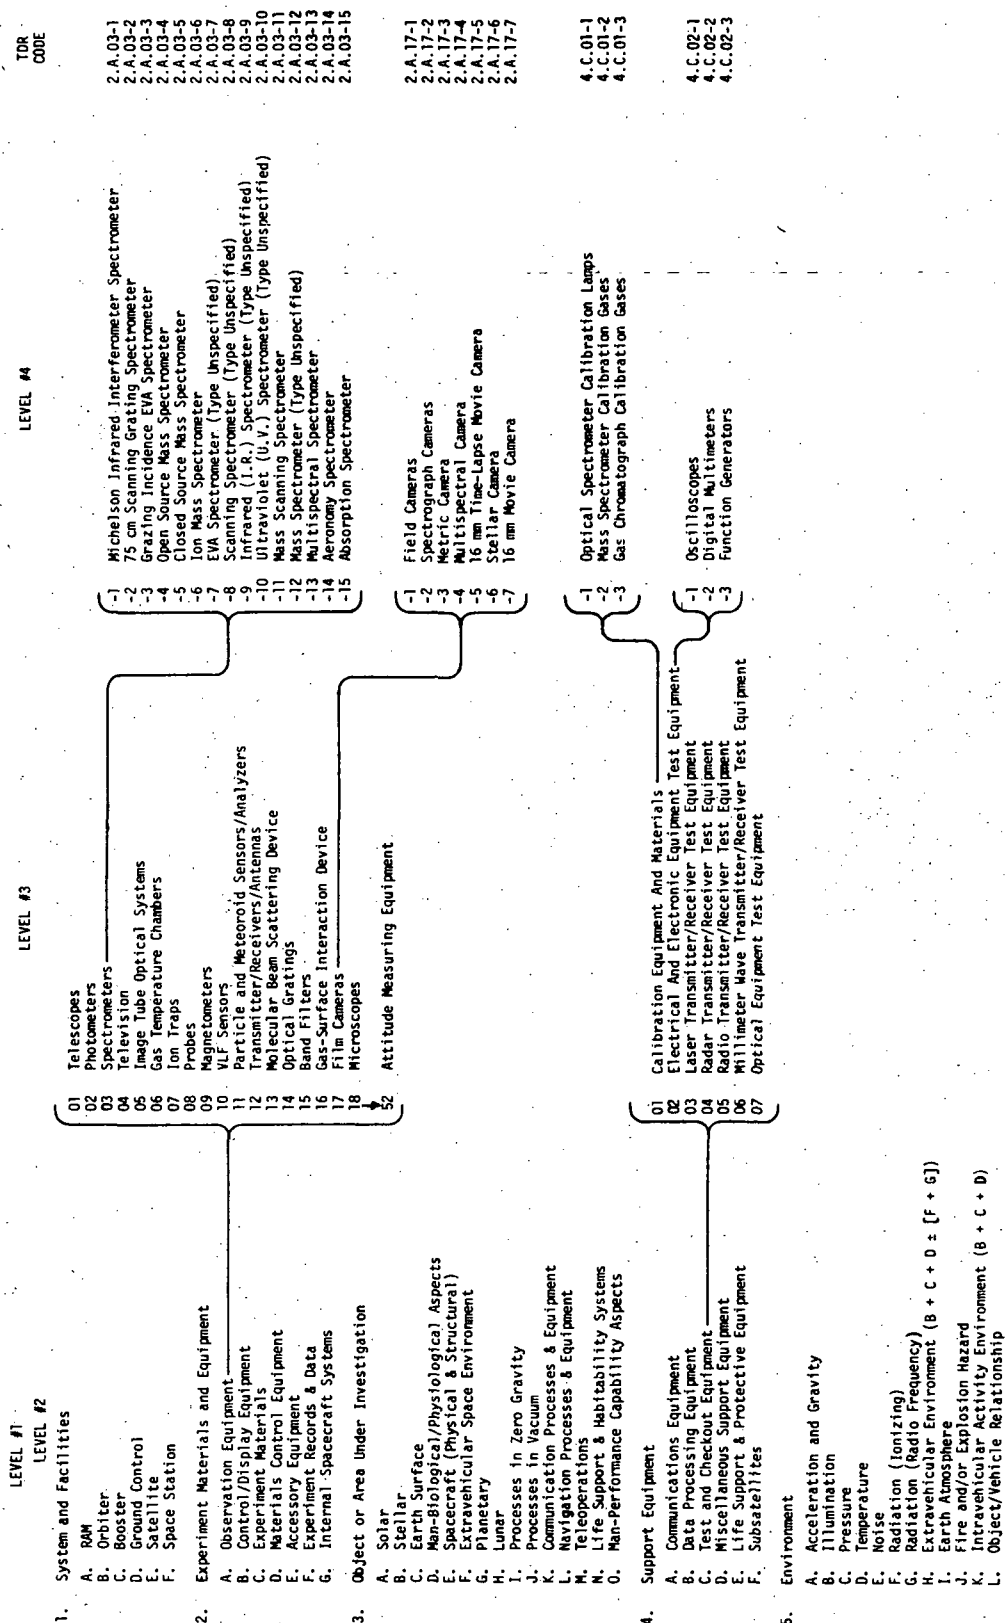 LEVEL #1
LEVEL #2
1. System and Facilities
A. RAM
B. Orbiter
C. Booster
D. Ground Control
E. Satellite
F. Space Station
2. Experiment Materials and Equipment
A. Observation Equipment
B. Control/Display Equipment
C. Experiment Materials
D. Materials Control Equipment
E. Accessory Equipment
F. Experiment Records & Data
G. Internal Spacecraft Systems
3. Object or Area Under Investigation
A. Solar
B. Stellar
C. Earth Surface
D. Man-Biological/Physiological Aspects
E. Spacecraft (Physical & Structural)
F. Extravehicular Space Environment
G. Planetary
H. Lunar
I. Processes in Zero Gravity
J. Processes in Vacuum
K. Communication Processes & Equipment
L. Navigation Processes & Equipment
M. Teleoperations
N. Life Support & Habitability Systems
O. Man-Performance Capability Aspects
4. Support Equipment
A. Communications Equipment
B. Data Processing Equipment
C. Test and Checkout Equipment
D. Miscellaneous Support Equipment
E. Life Support & Protective Equipment
F. Subsatellites
5. Environment
A. Acceleration and Gravity
B. Illumination
C. Pressure
D. Temperature
E. Noise
F. Radiation (Ionizing)
G. Radiation (Radio Frequency)
H. Extravehicular Environment (B + C + D ± [F + G])
I. Earth Atmosphere
J. Fire and/or Explosion Hazard
K. Intravehicular Activity Environment (B + C + D)
L. Object/Vehicle Relationship
LEVEL #3
01 Telescopes
02 Photometers
03 Spectrometers
04 Television
05 Image Tube Optical Systems
06 Gas Temperature Chambers
07 Ion Traps
08 Probes
09 Magnetometers
10 VLF Sensors
11 Particle and Meteoroid Sensors/Analyzers
12 Transmitter/Receivers/Antennas
13 Molecular Beam Scattering Device
14 Optical Gratings
15 Band Filters
16 Gas-Surface Interaction Device
17 Film Cameras
18 Microscopes
52 Attitude Measuring Equipment
01 Calibration Equipment And Materials
02 Electrical And Electronic Equipment Test Equipment
03 Laser Transmitter/Receiver Test Equipment
04 Radar Transmitter/Receiver Test Equipment
05 Radio Transmitter/Receiver Test Equipment
06 Millimeter Wave Transmitter/Receiver Test Equipment
07 Optical Equipment Test Equipment
LEVEL #4
-1 Michelson Infrared Interferometer Spectrometer
-2 75 cm Scanning Grating Spectrometer
-3 Grazing Incidence EVA Spectrometer
-4 Open Source Mass Spectrometer
-5 Closed Source Mass Spectrometer
-6 Ion Mass Spectrometer
-7 EVA Spectrometer (Type Unspecified)
-8 Scanning Spectrometer (Type Unspecified)
-9 Infrared (I.R.) Spectrometer (Type Unspecified)
-10 Ultraviolet (U.V.) Spectrometer (Type Unspecified)
-11 Mass Scanning Spectrometer
-12 Mass Spectrometer (Type Unspecified)
-13 Multispectral Spectrometer
-14 Aeronomy Spectrometer
-15 Absorption Spectrometer
-1 Field Cameras
-2 Spectrograph Cameras
-3 Metric Camera
-4 Multispectral Camera
-5 16 mm Time-Lapse Movie Camera
-6 Stellar Camera
-7 16 mm Movie Camera
-1 Optical Spectrometer Calibration Lamps
-2 Mass Spectrometer Calibration Gases
-3 Gas Chromatograph Calibration Gases
-1 Oscilloscopes
-2 Digital Multimeters
-3 Function Generators
TDR
CODE
2.A.03-1
2.A.03-2
2.A.03-3
2.A.03-4
2.A.03-5
2.A.03-6
2.A.03-7
2.A.03-8
2.A.03-9
2.A.03-10
2.A.03-11
2.A.03-12
2.A.03-13
2.A.03-14
2.A.03-15
2.A.17-1
2.A.17-2
2.A.17-3
2.A.17-4
2.A.17-5
2.A.17-6
2.A.17-7
4.C.01-1
4.C.01-2
4.C.01-3
4.C.02-1
4.C.02-2
4.C.02-3